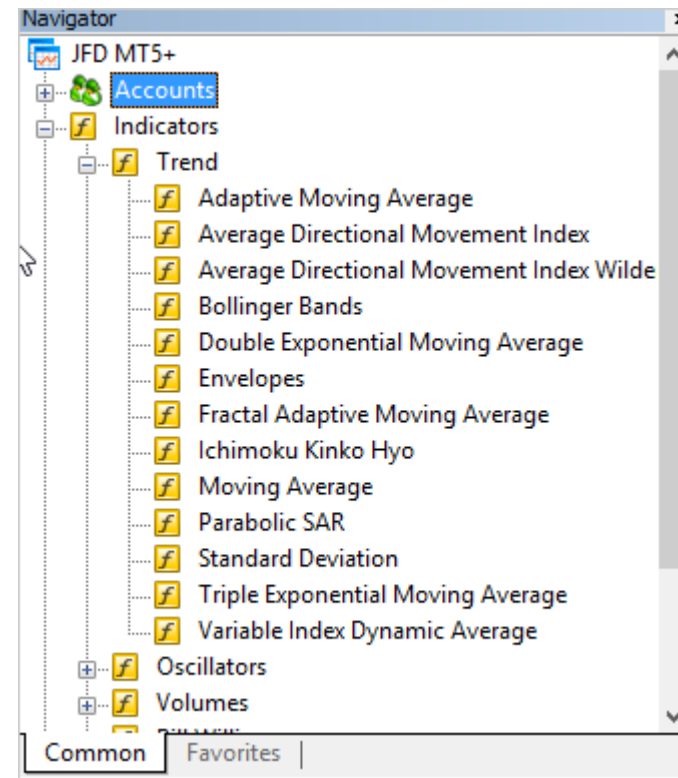 Navigator
JFD MT5+
Accounts
Indicators
Trend
Adaptive Moving Average
Average Directional Movement Index
Average Directional Movement Index Wilde
Bollinger Bands
Double Exponential Moving Average
Envelopes
Fractal Adaptive Moving Average
Ichimoku Kinko Hyo
Moving Average
Parabolic SAR
Standard Deviation
Triple Exponential Moving Average
Variable Index Dynamic Average
Oscillators
Volumes
Common Favorites